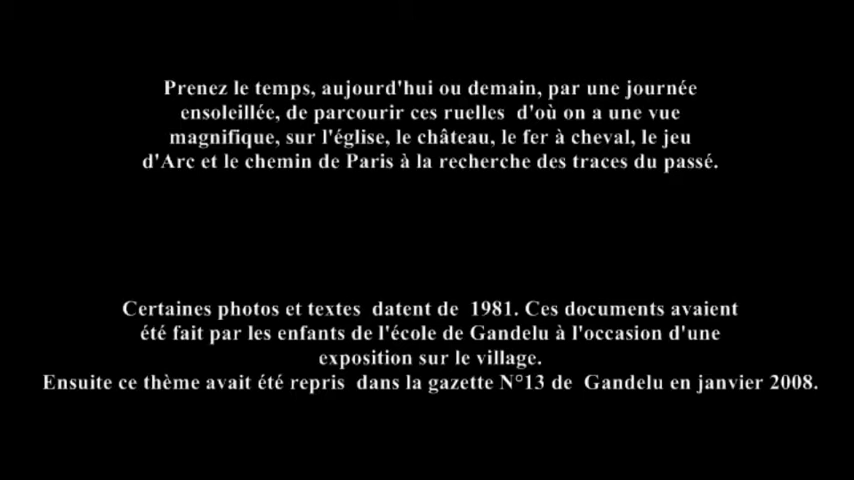 Prenez le temps, aujourd'hui ou demain, par une journée
ensoleillée, de parcourir ces ruelles d'où on a une vue
magnifique, sur l'église, le château, le fer à cheval, le jeu
d'Arc et le chemin de Paris à la recherche des traces du passé.
Certaines photos et textes datent de 1981. Ces documents avaient
été fait par les enfants de l'école de Gandelu à l'occasion d'une
exposition sur le village.
Ensuite ce thème avait été repris dans la gazette N°13 de Gandelu en janvier 2008.